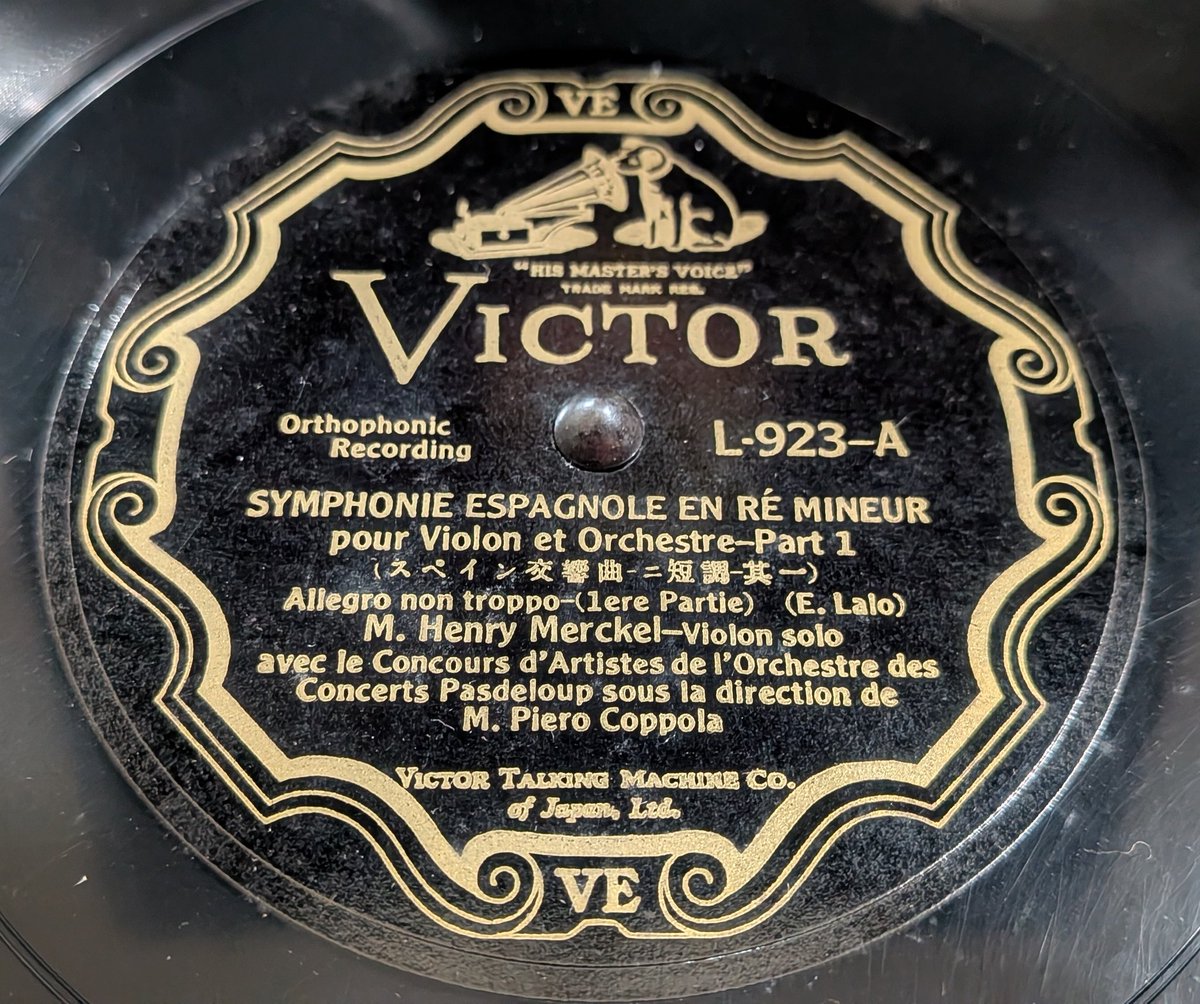 VE
"HIS MASTER'S VOICE"
TRADE MARK REG.
VICTOR
Orthophonic
Recording
L-923-A
SYMPHONIE ESPAGNOLE EN RÉ MINEUR
pour Violon et Orchestre—Part 1
(スペイン交響曲-ニ短調-其一)
Allegro non troppo-(1ere Partie) (E. Lalo)
M. Henry Merckel—Violon solo
avec le Concours d'Artistes de l'Orchestre des
Concerts Pasdeloup sous la direction de
M. Piero Coppola
VICTOR TALKING MACHINE CO.
of Japan, Ltd.
VE